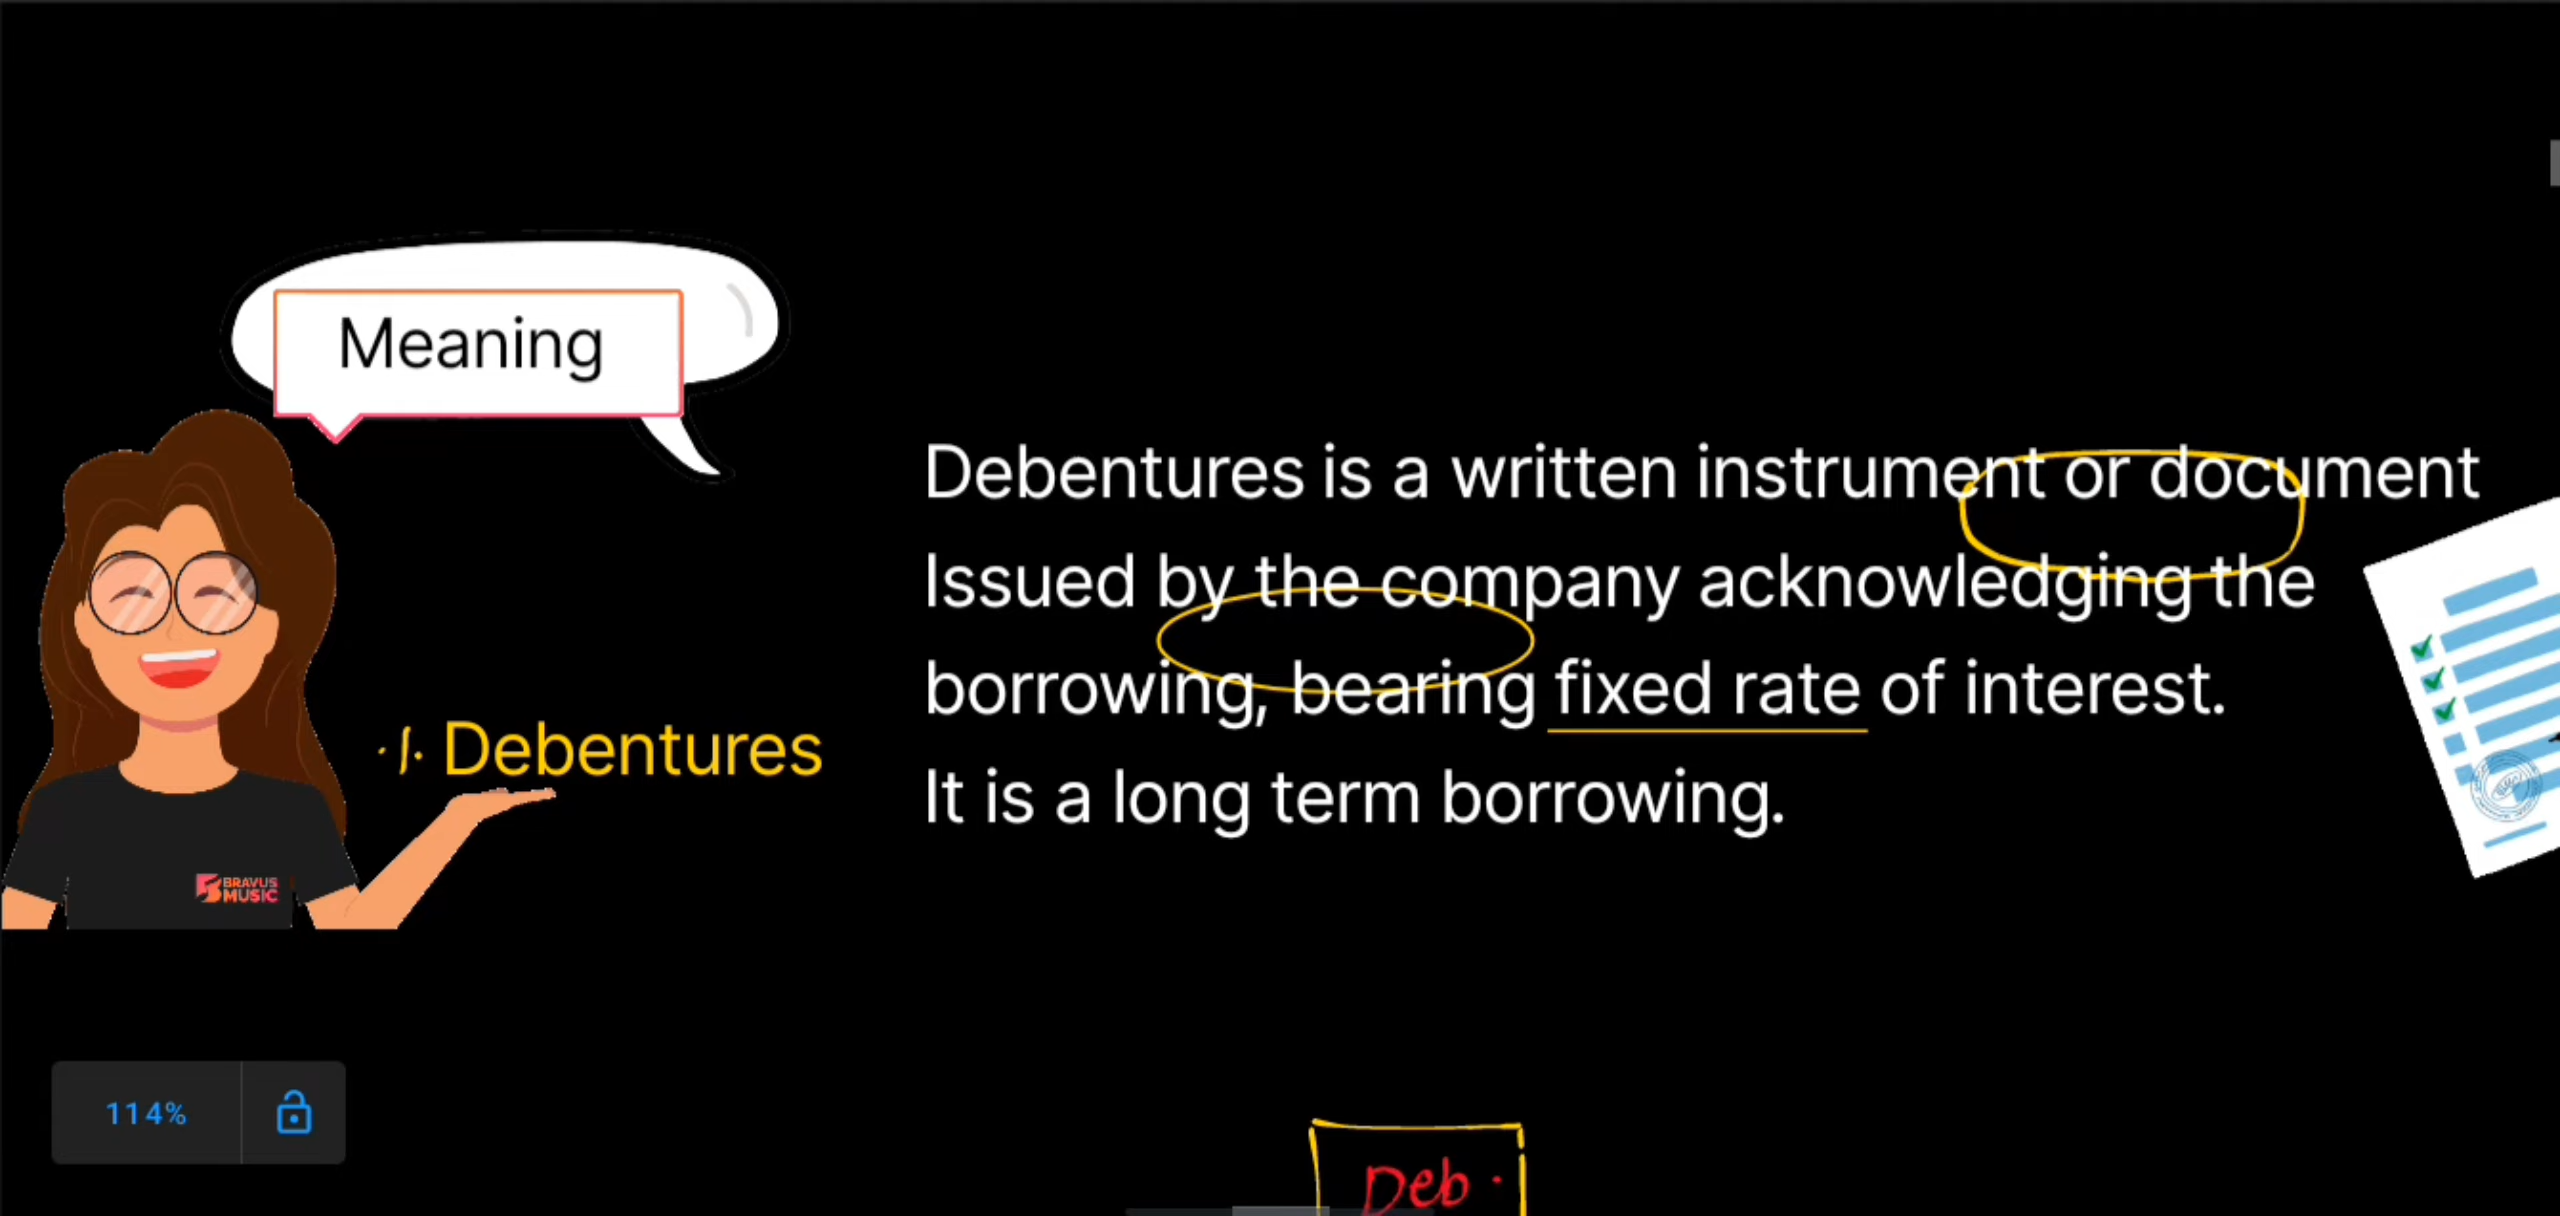 Meaning
Debentures is a written instrument or document
Issued by the company acknowledging the
borrowing, bearing fixed rate of interest.
It is a long term borrowing.
Debentures
BRAVUS
MUSIC
114%
Deb.